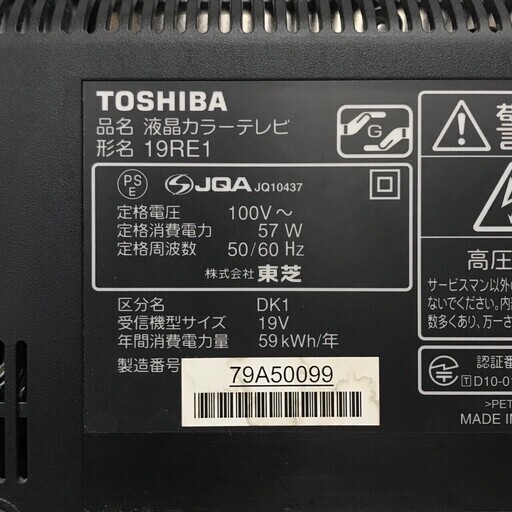 TOSHIBA
品名 液晶カラーテレビ
形名 19RE1
G
PS
E
JQA JQ10437
定格電圧 100V～
定格消費電力 57 W
定格周波数 50/60 Hz
株式会社 東芝
区分名 DK1
受信機型サイズ 19V
年間消費電力量 59 kWh/年
製造番号
79A50099
高圧
サービスマン以外
ないでください。内
数多くあり、万一さ
認証番
T D10-01
>PET
MADE IN